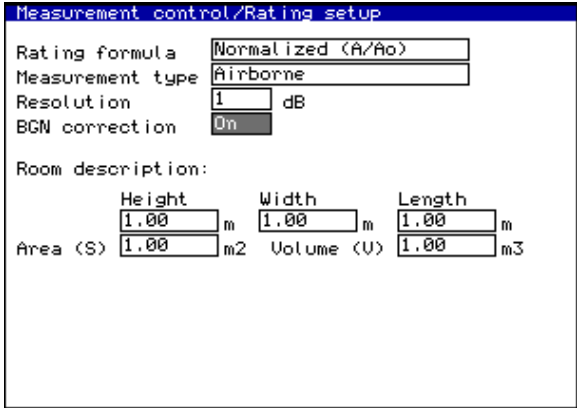 Measurement control/Rating setup
Rating formula Normalized (A/Ao)
Measurement type Airborne
Resolution 1 dB
BGN correction On
Room description:
Height Width Length
1.00 m 1.00 m 1.00 m
Area (S) 1.00 m2 Volume (V) 1.00 m3